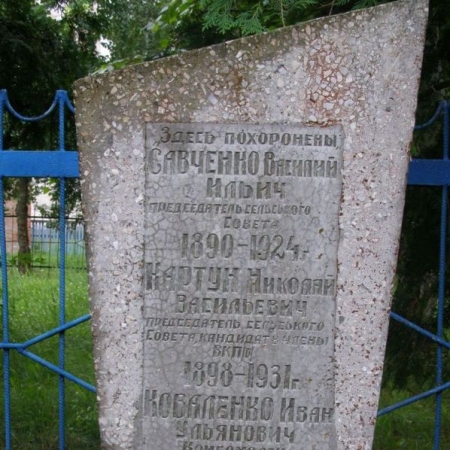 Здесь похоронены
Савченко Василий
Ильич
председатель сельского
Совета
1890-1924 г.
Картун Николай
Васильевич
председатель сельского
Совета, кандидат в члены
ВКП/б/
1898-1931 г.
Коваленко Иван
Ульянович